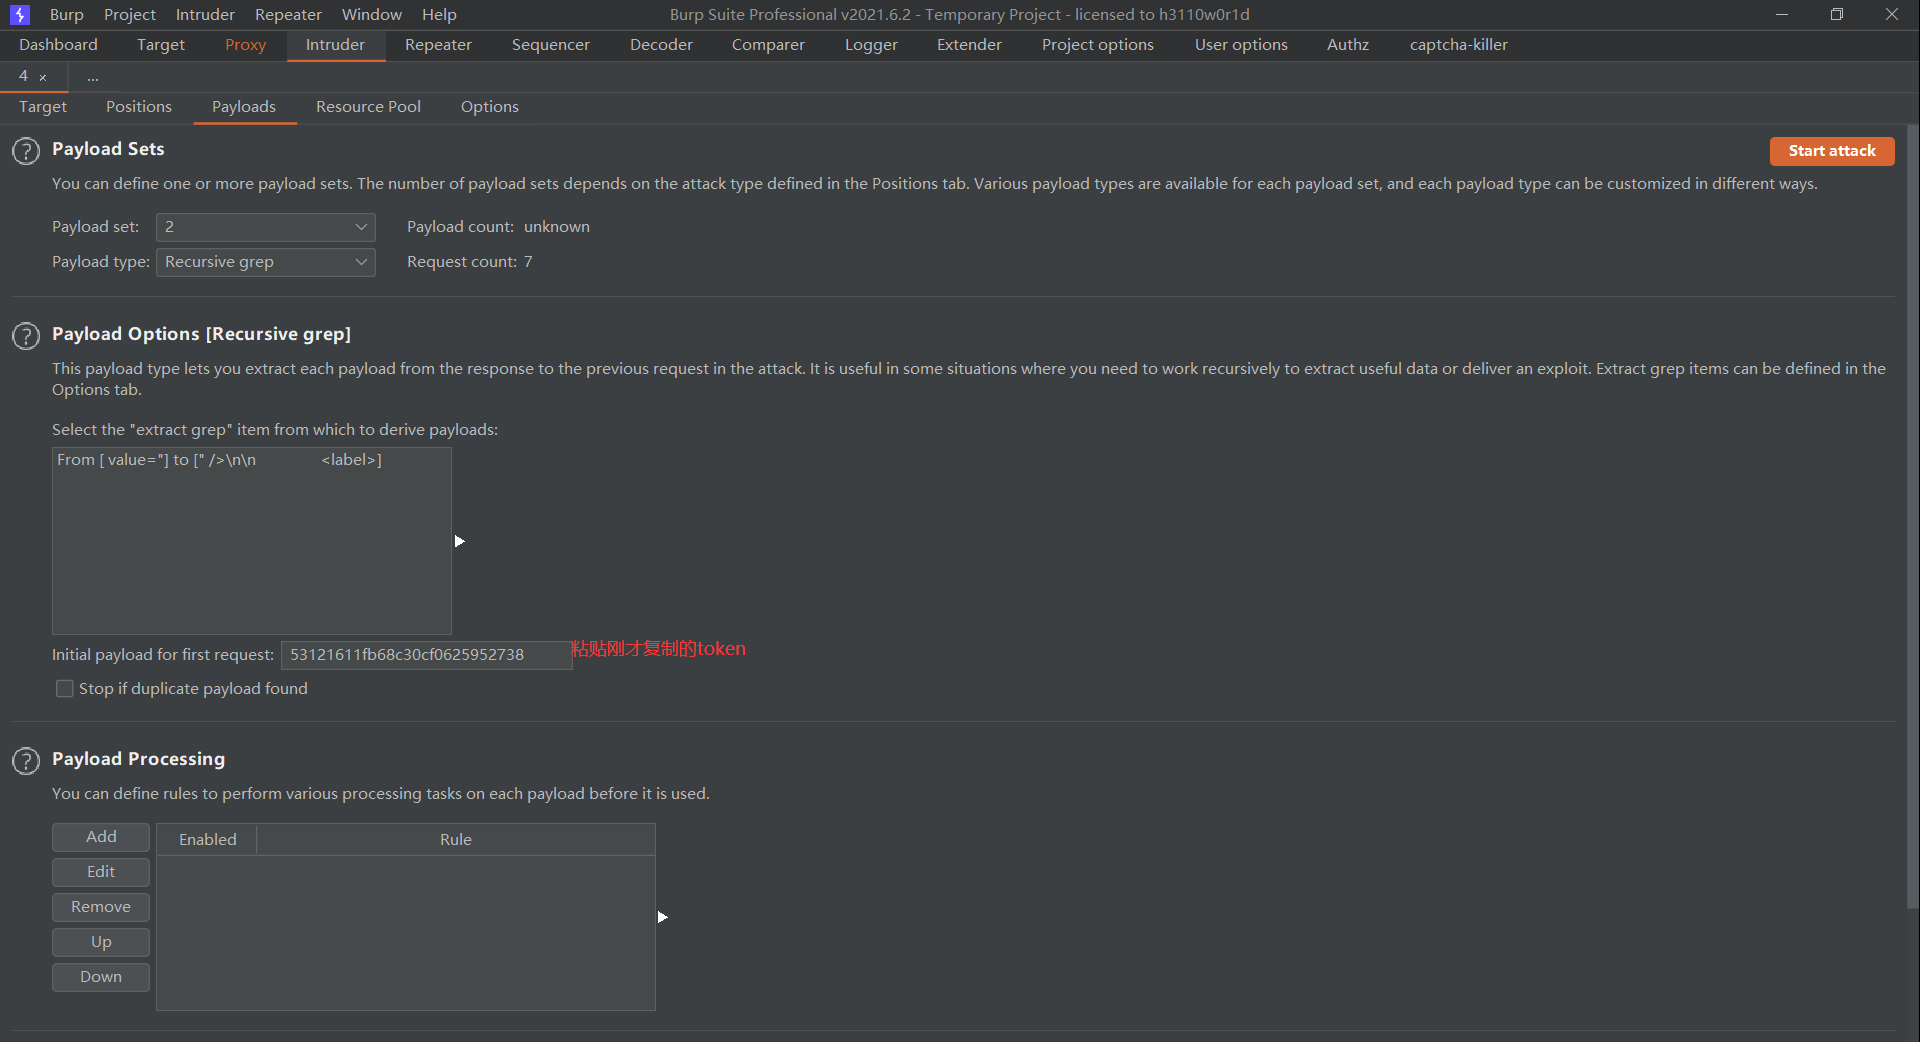 Burp Project Intruder Repeater Window Help Burp Suite Professional v2021.6.2 - Temporary Project - licensed to h3110w0r1d
Dashboard Target Proxy Intruder Repeater Sequencer Decoder Comparer Logger Extender Project options User options Authz captcha-killer
4 × ...
Target Positions Payloads Resource Pool Options
? Payload Sets Start attack
You can define one or more payload sets. The number of payload sets depends on the attack type defined in the Positions tab. Various payload types are available for each payload set, and each payload type can be customized in different ways.
Payload set: 2 Payload count: unknown
Payload type: Recursive grep Request count: 7
? Payload Options [Recursive grep]
This payload type lets you extract each payload from the response to the previous request in the attack. It is useful in some situations where you need to work recursively to extract useful data or deliver an exploit. Extract grep items can be defined in the
Options tab.
Select the "extract grep" item from which to derive payloads:
From [ value="] to [" />\n\n <label>]
Initial payload for first request: 53121611fb68c30cf0625952738 粘贴刚才复制的token
Stop if duplicate payload found
? Payload Processing
You can define rules to perform various processing tasks on each payload before it is used.
Add Enabled Rule
Edit
Remove
Up
Down